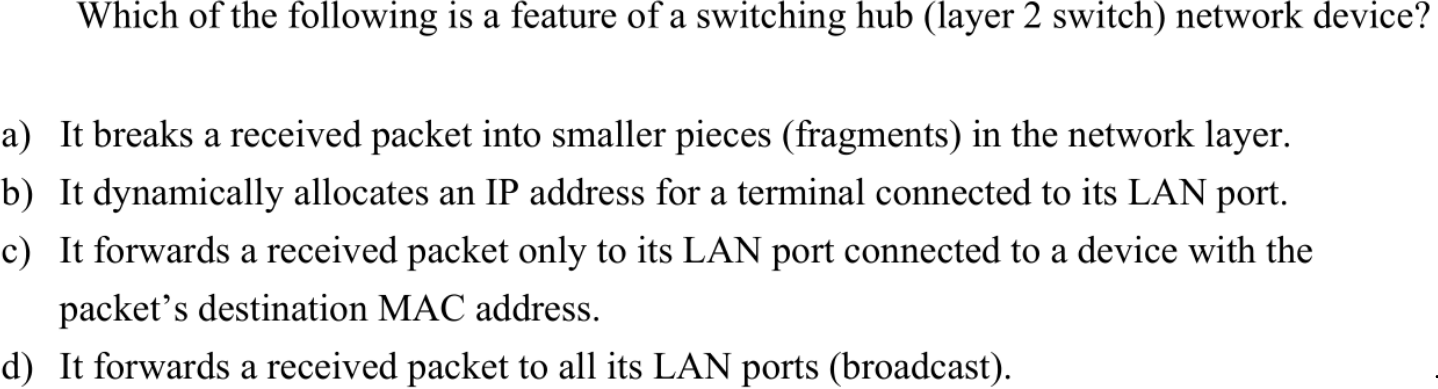 Which of the following is a feature of a switching hub (layer 2 switch) network device?
a) It breaks a received packet into smaller pieces (fragments) in the network layer.
b) It dynamically allocates an IP address for a terminal connected to its LAN port.
c) It forwards a received packet only to its LAN port connected to a device with the
packet’s destination MAC address.
d) It forwards a received packet to all its LAN ports (broadcast).